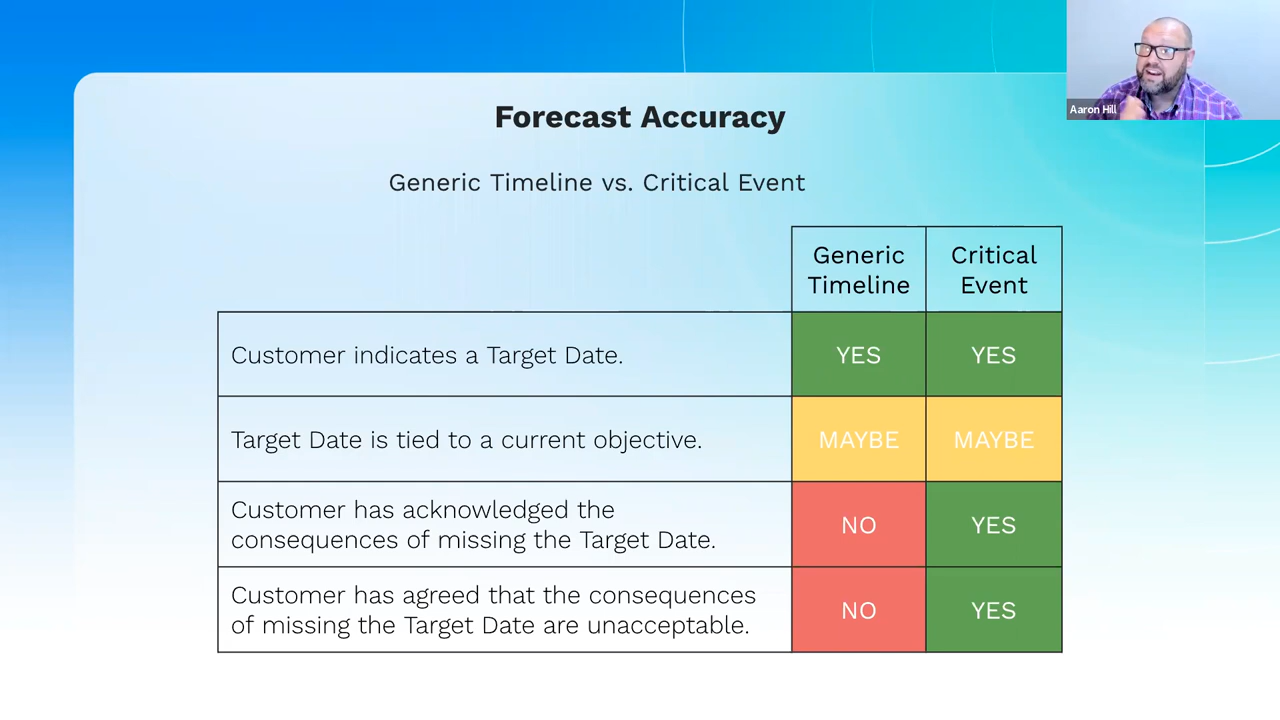 Aaron Hill
Forecast Accuracy
Generic Timeline vs. Critical Event
Generic
Timeline
Critical
Event
Customer indicates a Target Date.
YES
YES
Target Date is tied to a current objective.
MAYBE
MAYBE
Customer has acknowledged the
consequences of missing the Target Date.
NO
YES
Customer has agreed that the consequences
of missing the Target Date are unacceptable.
NO
YES